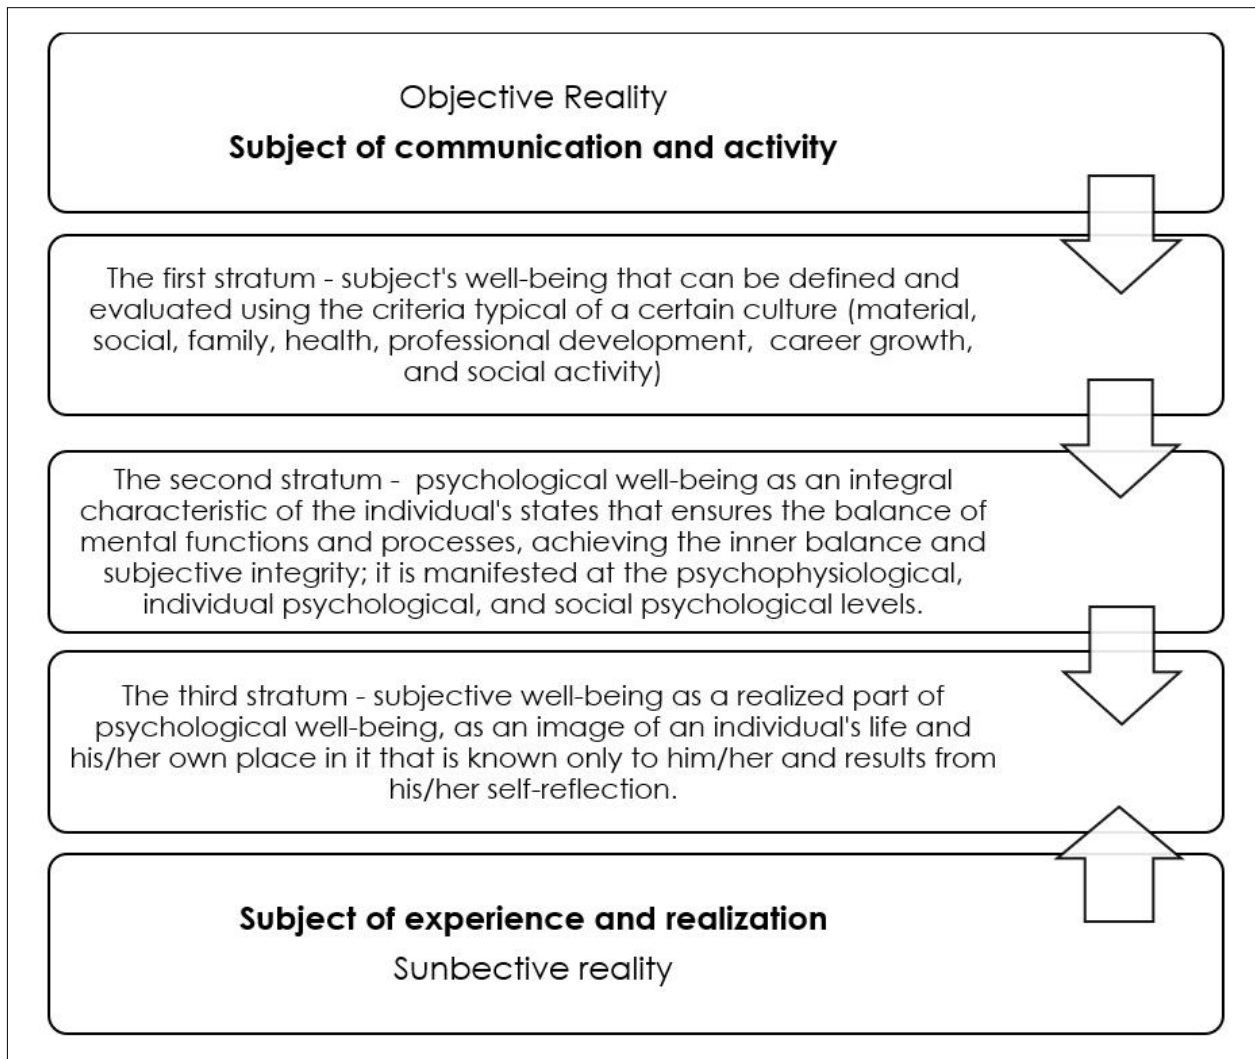 Objective Reality
Subject of communication and activity
The first stratum - subject's well-being that can be defined and
evaluated using the criteria typical of a certain culture (material,
social, family, health, professional development,  career growth,
and social activity)
The second stratum -  psychological well-being as an integral
characteristic of the individual's states that ensures the balance of
mental functions and processes, achieving the inner balance and
subjective integrity; it is manifested at the psychophysiological,
individual psychological, and social psychological levels.
The third stratum - subjective well-being as a realized part of
psychological well-being, as an image of an individual's life and
his/her own place in it that is known only to him/her and results from
his/her self-reflection.
Subject of experience and realization
Sunbective reality